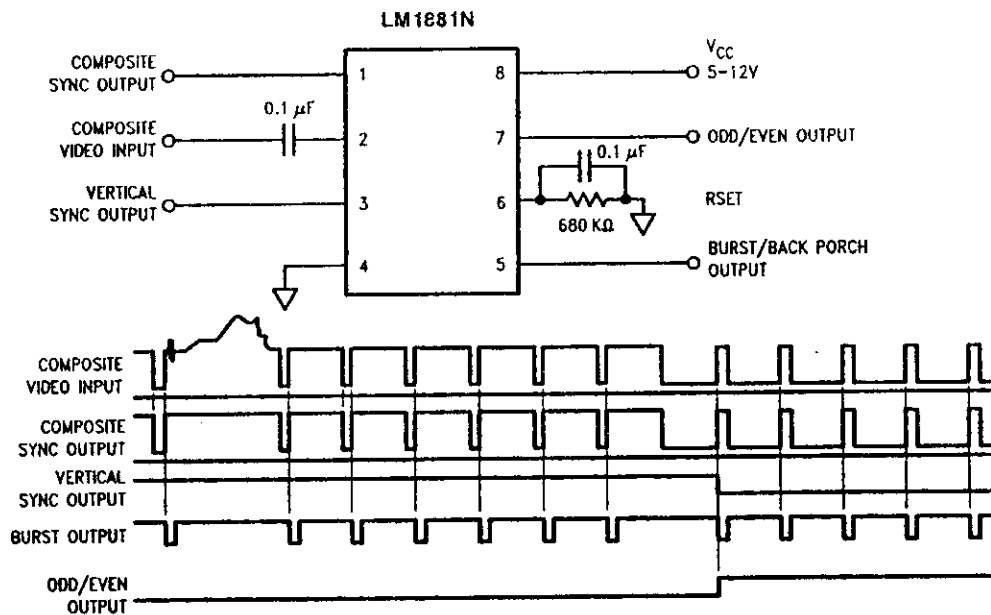 LM1881N
COMPOSITE
SYNC OUTPUT
1
8
V_CC
5-12V
0.1 μF
COMPOSITE
VIDEO INPUT
2
7
ODD/EVEN OUTPUT
0.1 μF
VERTICAL
SYNC OUTPUT
3
6
680 KΩ
RSET
4
5
BURST/BACK PORCH
OUTPUT
COMPOSITE
VIDEO INPUT
COMPOSITE
SYNC OUTPUT
VERTICAL
SYNC OUTPUT
BURST OUTPUT
ODD/EVEN
OUTPUT